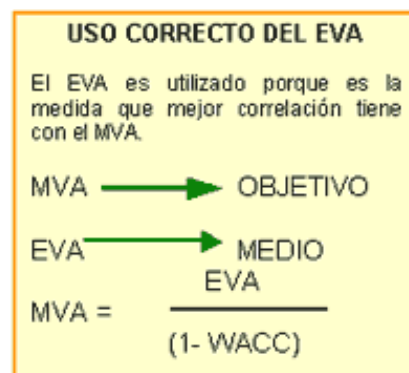 USO CORRECTO DEL EVA
El EVA es utilizado porque es la
medida que mejor correlación tiene
con el MVA.
MVA OBJETIVO
EVA MEDIO
MVA = EVA
(1- WACC)